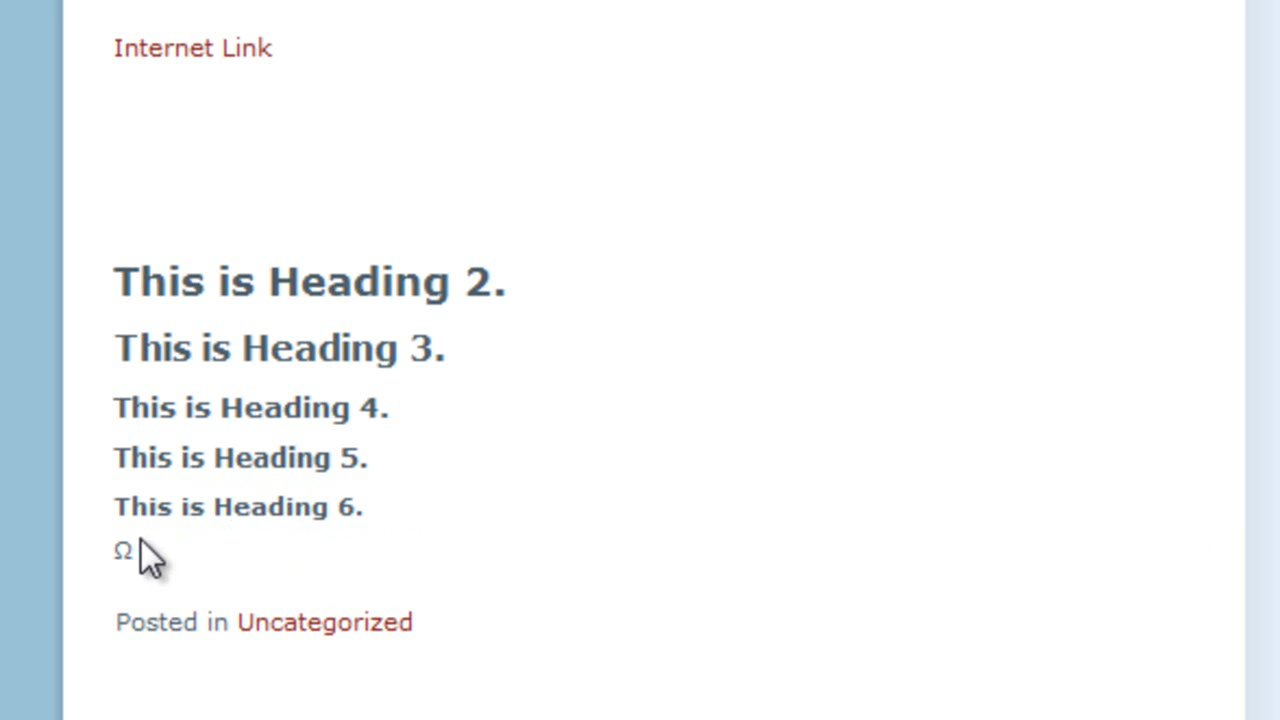 Internet Link
This is Heading 2.
This is Heading 3.
This is Heading 4.
This is Heading 5.
This is Heading 6.
Ω
Posted in Uncategorized